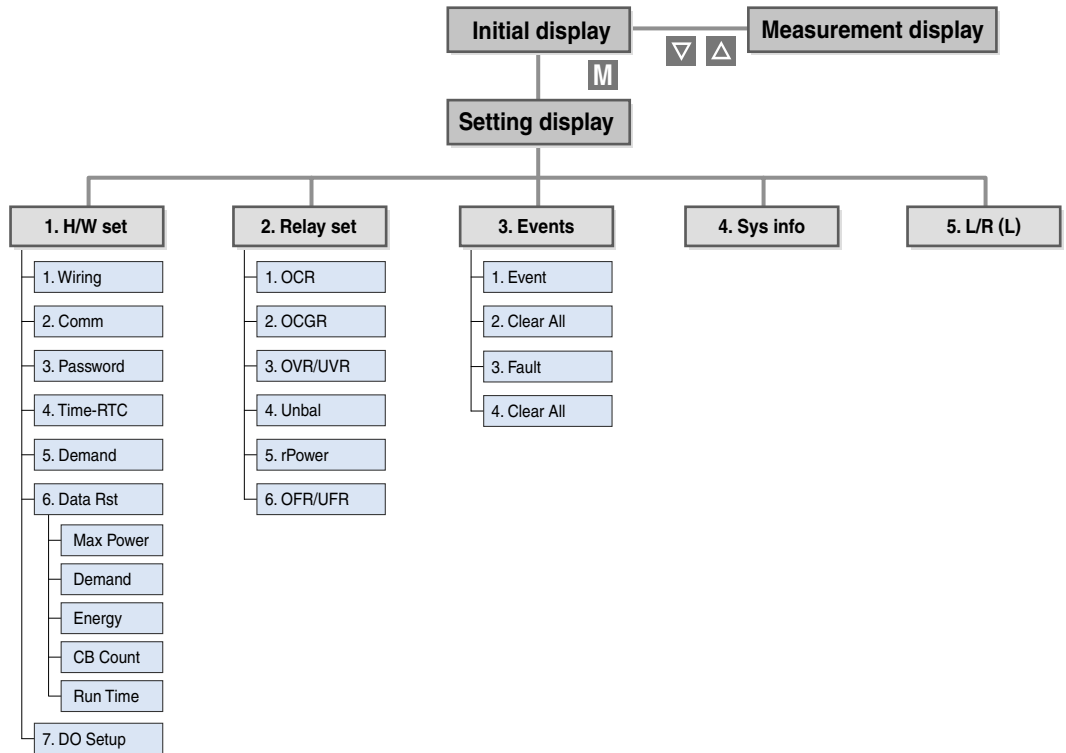 Initial display
Measurement display
M
Setting display
1. H/W set
1. Wiring
2. Comm
3. Password
4. Time-RTC
5. Demand
6. Data Rst
Max Power
Demand
Energy
CB Count
Run Time
7. DO Setup
2. Relay set
1. OCR
2. OCGR
3. OVR/UVR
4. Unbal
5. rPower
6. OFR/UFR
3. Events
1. Event
2. Clear All
3. Fault
4. Clear All
4. Sys info
5. L/R (L)